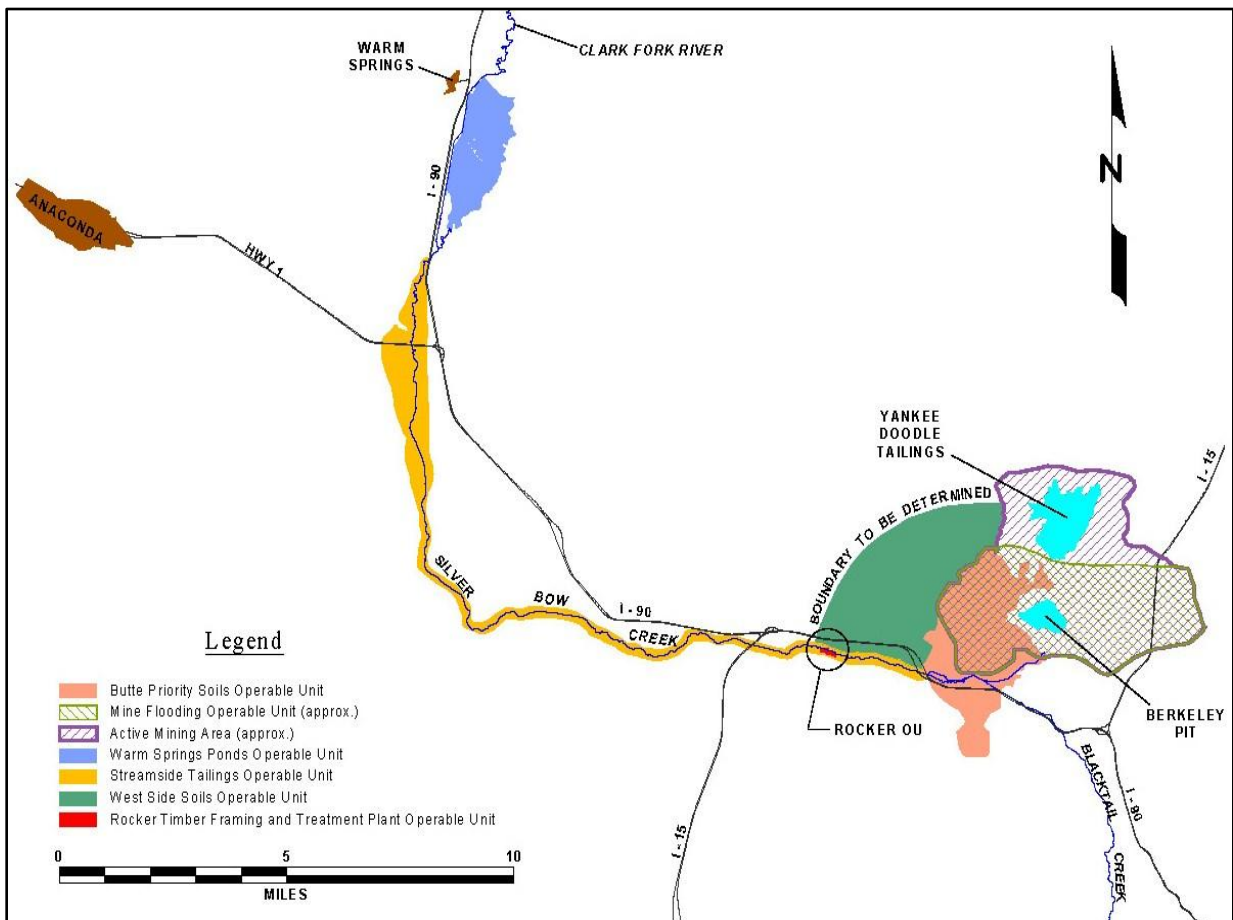 WARM
SPRINGS
CLARK FORK RIVER
I - 90
N
ANACONDA
HWY 1
YANKEE
DOODLE
TAILINGS
I - 15
BOUNDARY TO BE DETERMINED
SILVER
BOW
CREEK
I - 90
ROCKER OU
BERKELEY
PIT
BLACKTAIL
CREEK
I - 90
I - 15
Legend
Butte Priority Soils Operable Unit
Mine Flooding Operable Unit (approx.)
Active Mining Area (approx.)
Warm Springs Ponds Operable Unit
Streamside Tailings Operable Unit
West Side Soils Operable Unit
Rocker Timber Framing and Treatment Plant Operable Unit
0 5 10
MILES